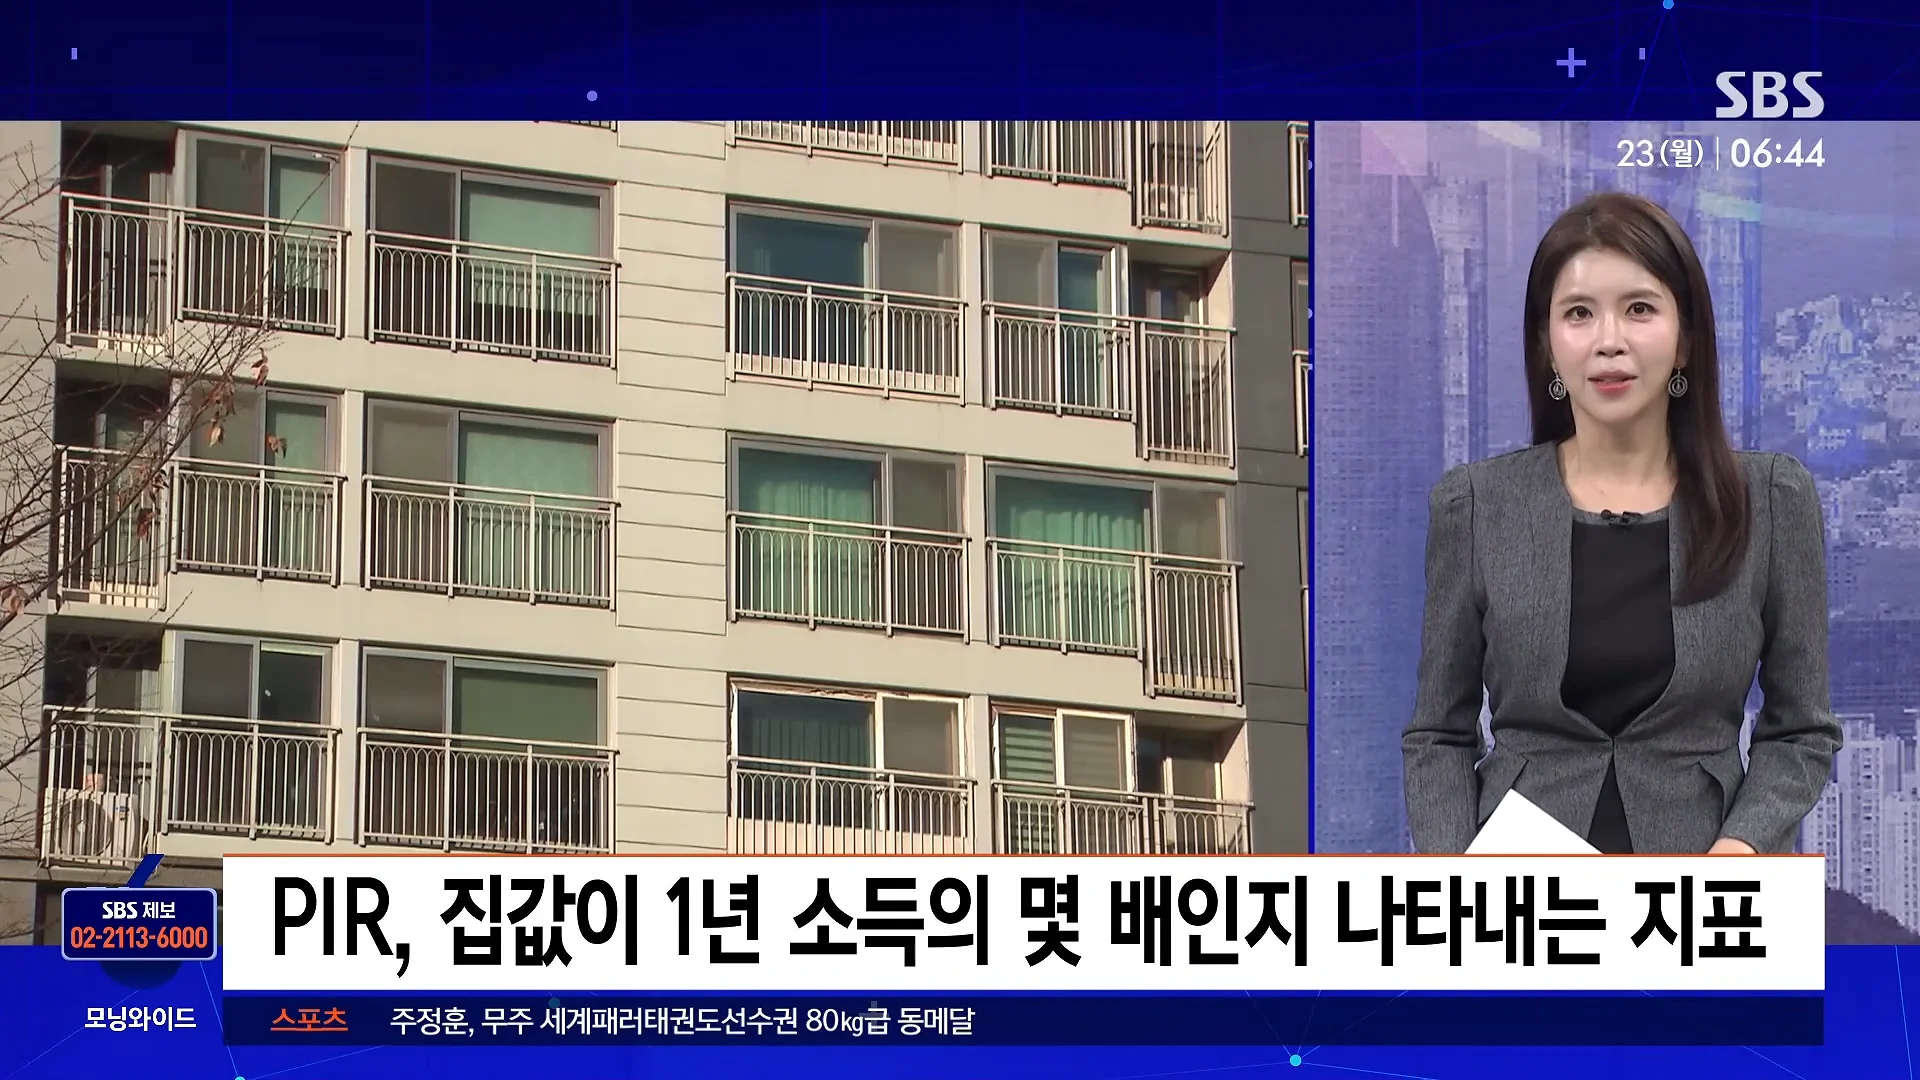 SBS
23(월) | 06:44
SBS 제보
02-2113-6000
PIR, 집값이 1년 소득의 몇 배인지 나타내는 지표
모닝와이드
스포츠 주정훈, 무주 세계패러태권도선수권 80㎏급 동메달